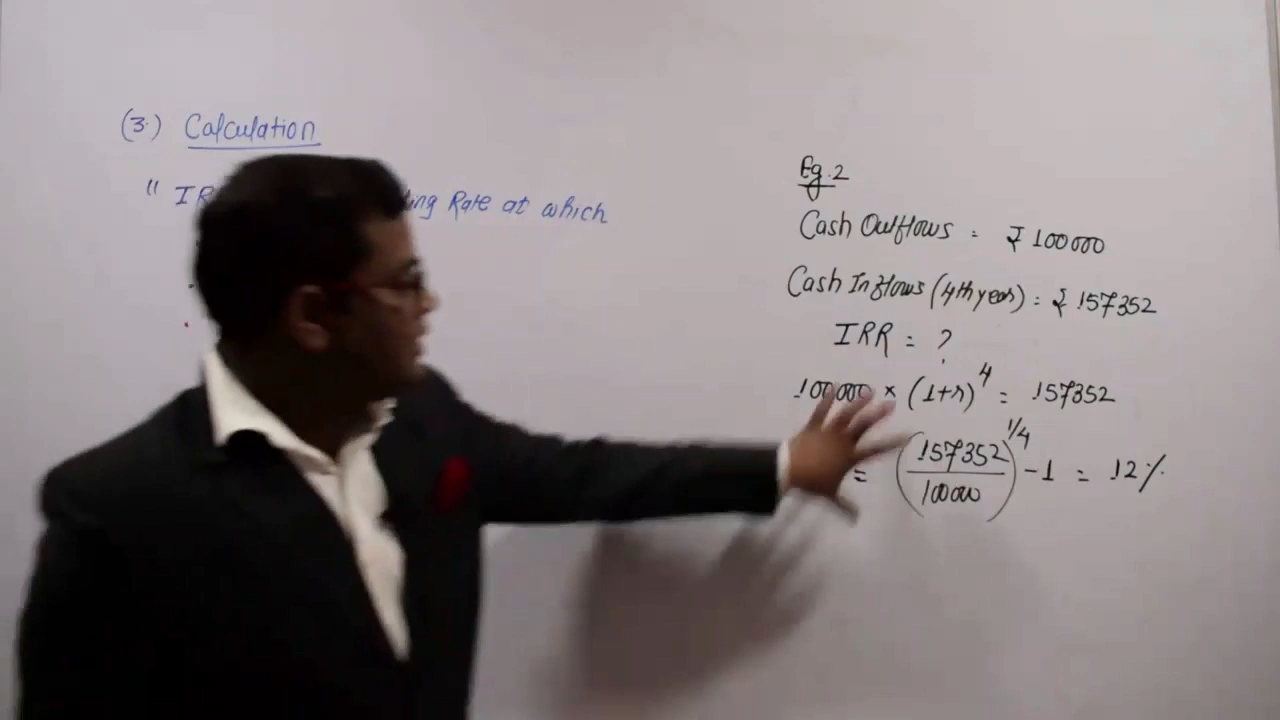 (3.) Calculation
" IR ting Rate at which
Eg.2
Cash Outflows = ₹ 100000
Cash Inflows (4th year) = ₹ 157352
IRR = ?
100000 × (1+r)^4 = 157352
= (157352/100000)^1/4 - 1 = 12%